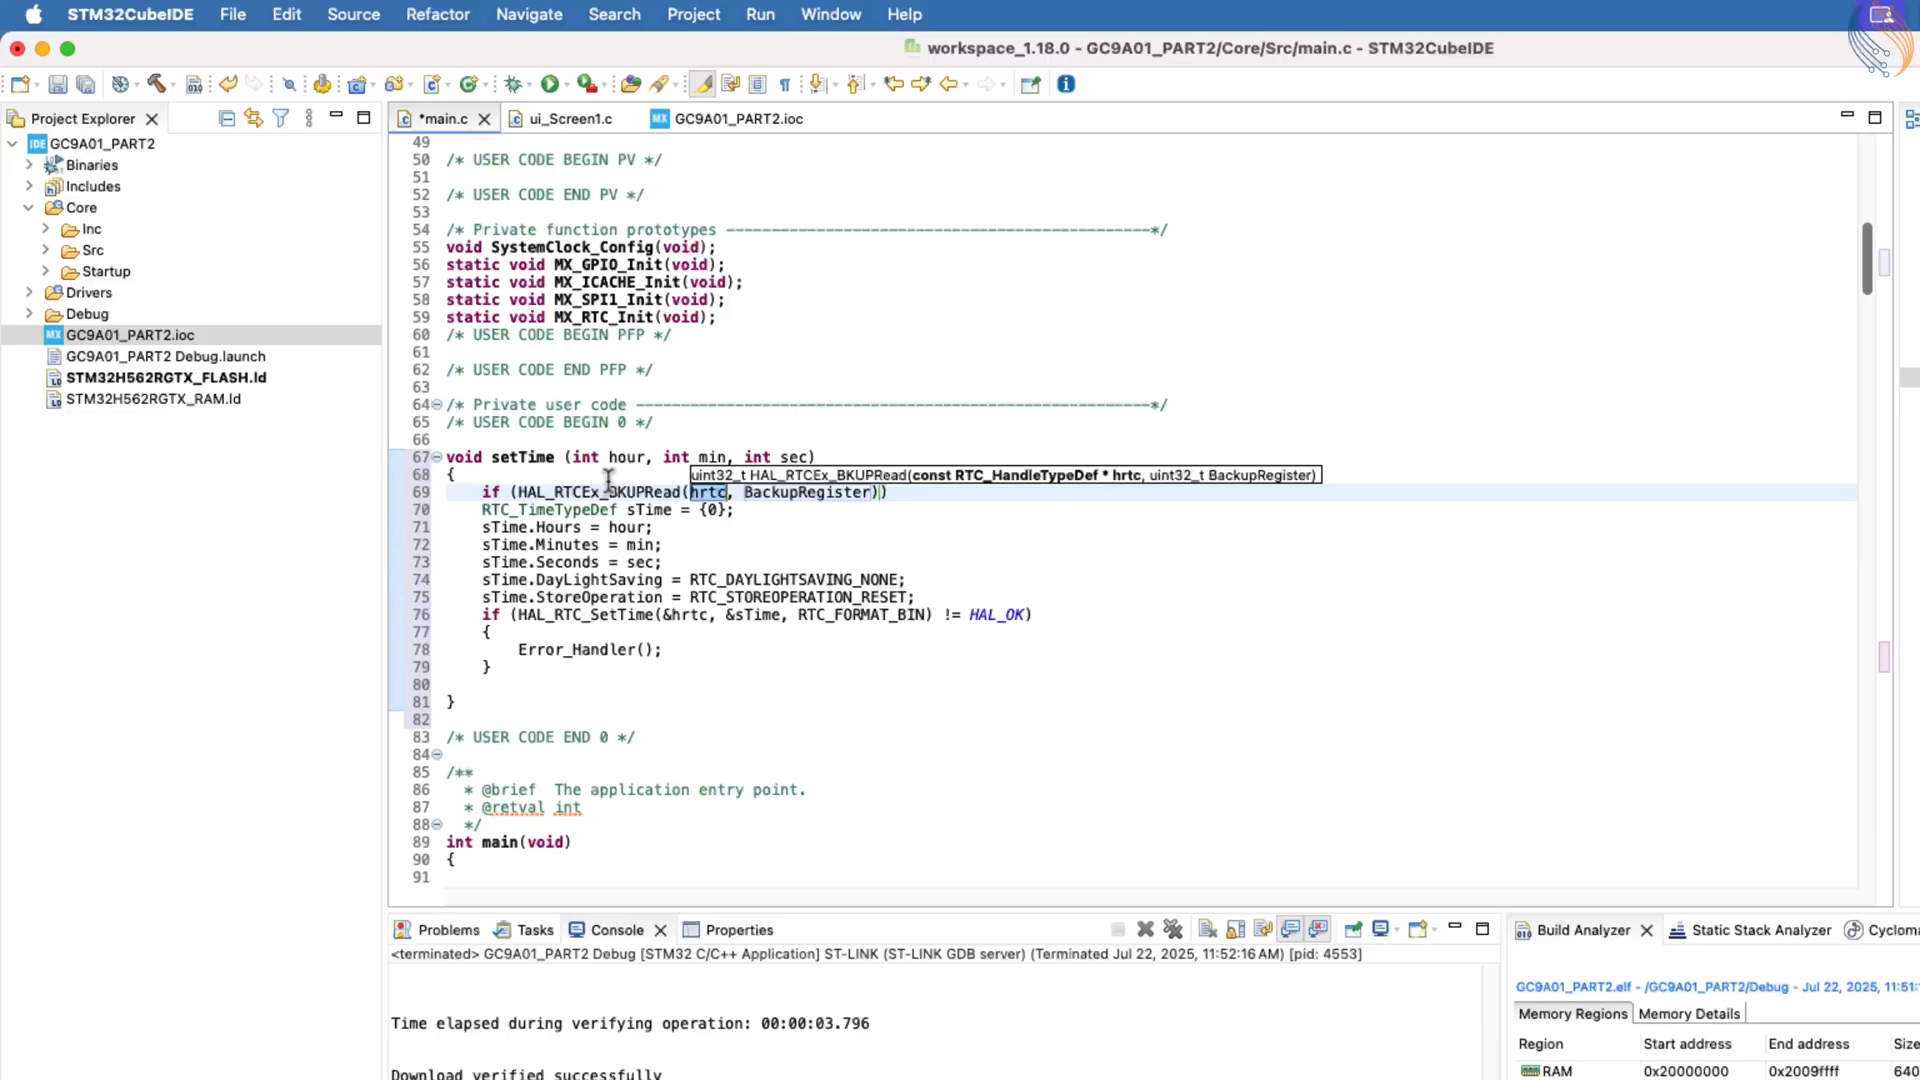 STM32CubeIDE File Edit Source Refactor Navigate Search Project Run Window Help
workspace_1.18.0 - GC9A01_PART2/Core/Src/main.c - STM32CubeIDE
Project Explorer
*main.c ui_Screen1.c GC9A01_PART2.ioc
GC9A01_PART2
Binaries
Includes
Core
Inc
Src
Startup
Drivers
Debug
GC9A01_PART2.ioc
GC9A01_PART2 Debug.launch
STM32H562RGTX_FLASH.ld
STM32H562RGTX_RAM.ld
49
50 /* USER CODE BEGIN PV */
51
52 /* USER CODE END PV */
53
54 /* Private function prototypes -----------------------------------------------*/
55 void SystemClock_Config(void);
56 static void MX_GPIO_Init(void);
57 static void MX_ICACHE_Init(void);
58 static void MX_SPI1_Init(void);
59 static void MX_RTC_Init(void);
60 /* USER CODE BEGIN PFP */
61
62 /* USER CODE END PFP */
63
64 /* Private user code ---------------------------------------------------------*/
65 /* USER CODE BEGIN 0 */
66
67 void setTime (int hour, int min, int sec)
68 {
uint32_t HAL_RTCEx_BKUPRead(const RTC_HandleTypeDef * hrtc, uint32_t BackupRegister)
69 if (HAL_RTCEx_BKUPRead(hrtc, BackupRegister))
70 RTC_TimeTypeDef sTime = {0};
71 sTime.Hours = hour;
72 sTime.Minutes = min;
73 sTime.Seconds = sec;
74 sTime.DayLightSaving = RTC_DAYLIGHTSAVING_NONE;
75 sTime.StoreOperation = RTC_STOREOPERATION_RESET;
76 if (HAL_RTC_SetTime(&hrtc, &sTime, RTC_FORMAT_BIN) != HAL_OK)
77 {
78 Error_Handler();
79 }
80
81 }
82
83 /* USER CODE END 0 */
84
85 /**
86 * @brief The application entry point.
87 * @retval int
88 */
89 int main(void)
90 {
91
Problems Tasks Console Properties
<terminated> GC9A01_PART2 Debug [STM32 C/C++ Application] ST-LINK (ST-LINK GDB server) (Terminated Jul 22, 2025, 11:52:16 AM) [pid: 4553]
Time elapsed during verifying operation: 00:00:03.796
Download verified successfully
Build Analyzer Static Stack Analyzer Cycloma
GC9A01_PART2.elf - /GC9A01_PART2/Debug - Jul 22, 2025, 11:51:
Memory Regions Memory Details
Region Start address End address Size
RAM 0x20000000 0x2009ffff 640